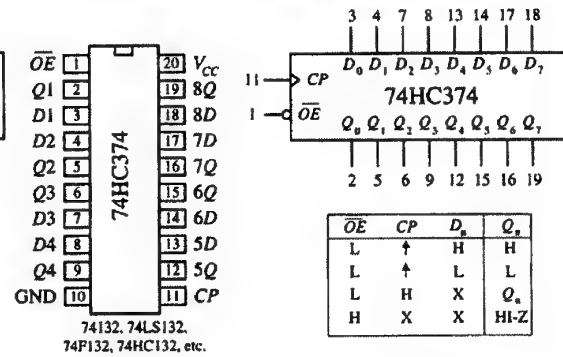 OE 1 20 VCC
Q1 2 19 8Q
D1 3 18 8D
D2 4 17 7D
Q2 5 16 7Q
Q3 6 15 6Q
D3 7 14 6D
D4 8 13 5D
Q4 9 12 5Q
GND 10 11 CP
74HC374
74132, 74LS132,
74F132, 74HC132, etc.
3 4 7 8 13 14 17 18
D0 D1 D2 D3 D4 D5 D6 D7
11 CP
74HC374
1 OE
Q0 Q1 Q2 Q3 Q4 Q5 Q6 Q7
2 5 6 9 12 15 16 19
OE CP Dn Qn
L ↑ H H
L ↑ L L
L H X Qn
H X X HI-Z